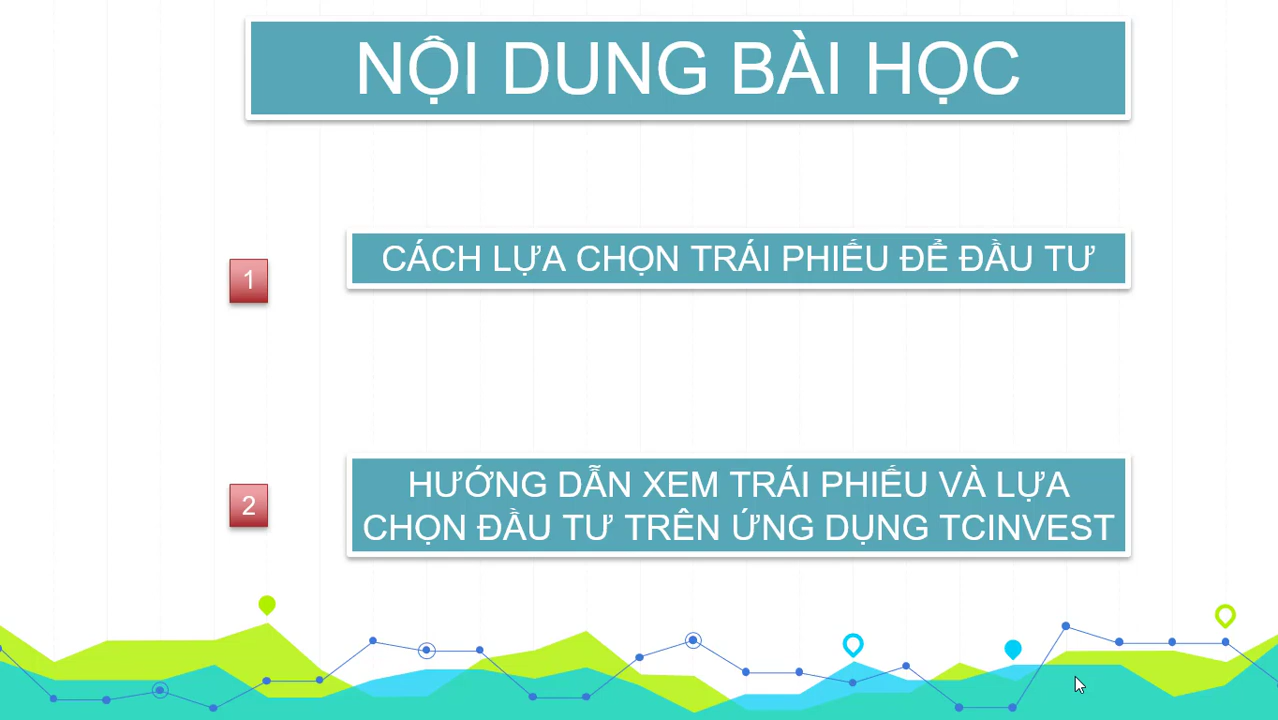 NỘI DUNG BÀI HỌC
1
CÁCH LỰA CHỌN TRÁI PHIẾU ĐỂ ĐẦU TƯ
2
HƯỚNG DẪN XEM TRÁI PHIẾU VÀ LỰA
CHỌN ĐẦU TƯ TRÊN ỨNG DỤNG TCINVEST